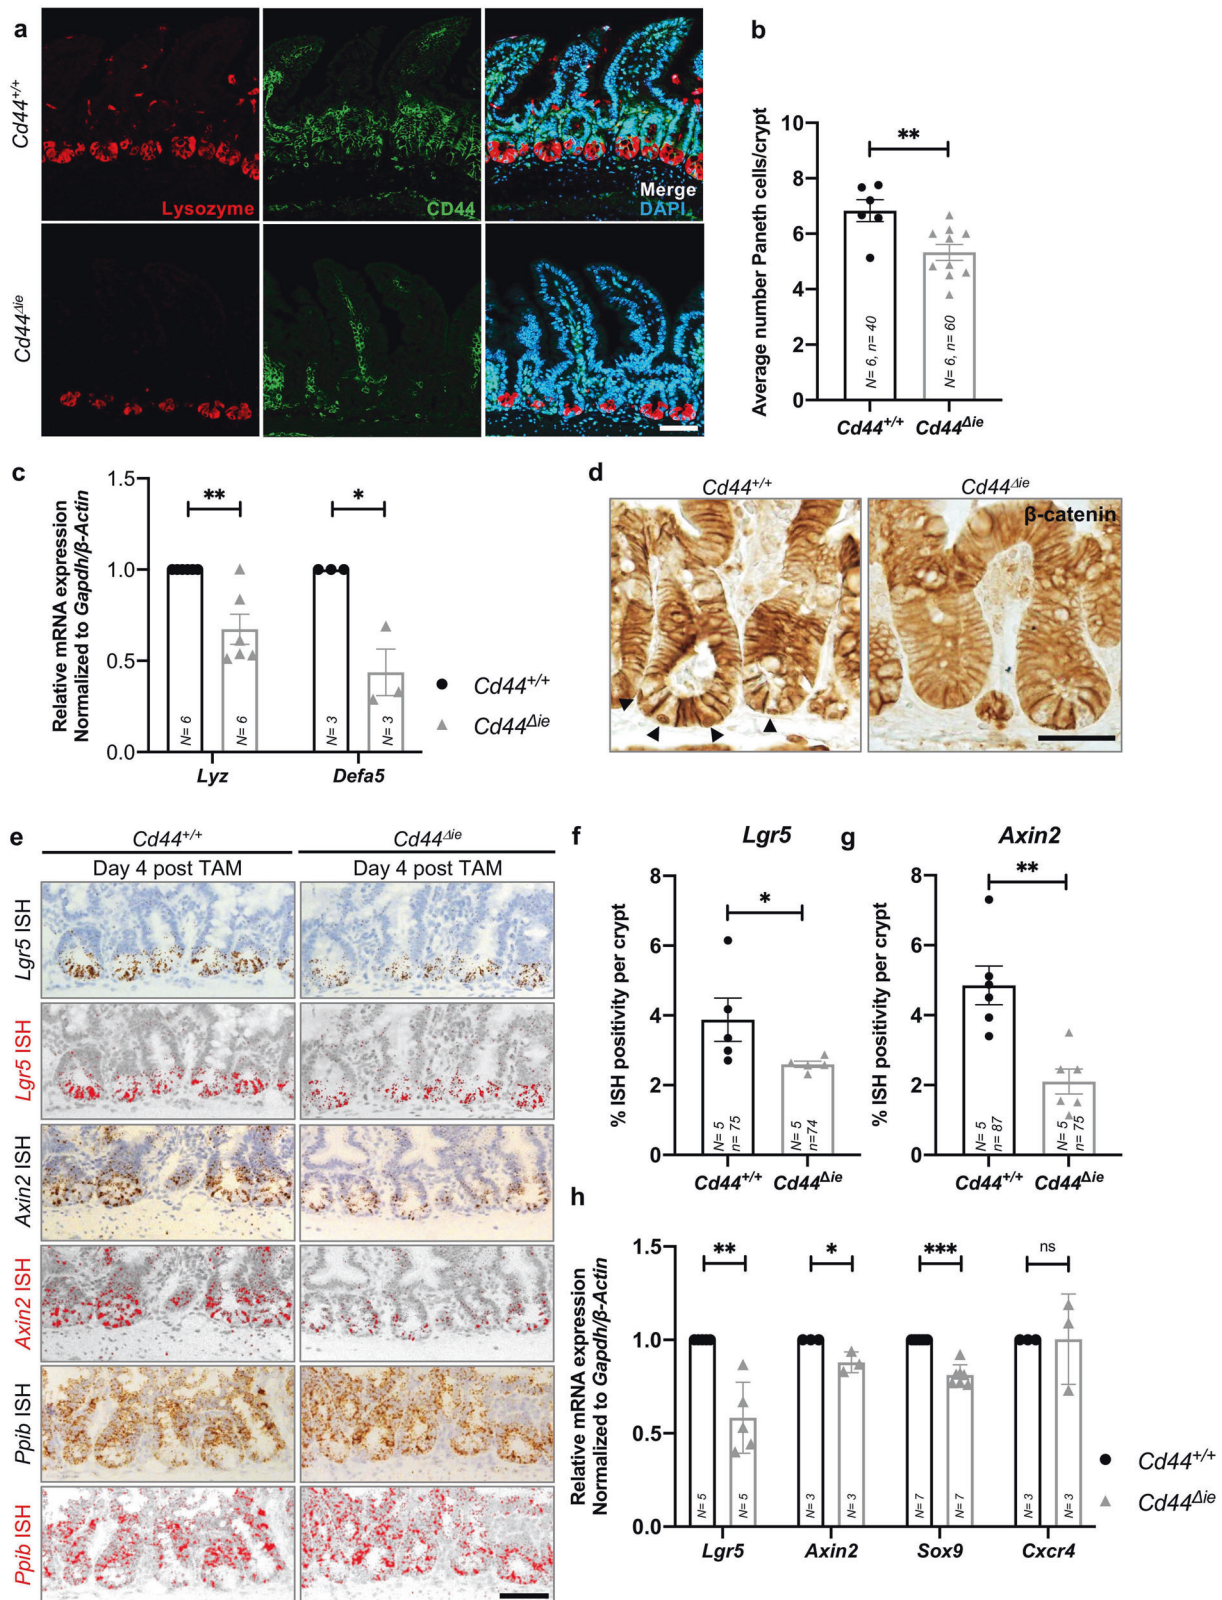 a
Cd44+/+
Lysozyme
CD44
Merge
DAPI
Cd44Δie
b
Average number Paneth cells/crypt
10
8
6
4
2
0
**
N= 6, n= 40
N= 6, n= 60
Cd44+/+ Cd44Δie
c
Relative mRNA expression
Normalized to Gapdh/β-Actin
1.5
1.0
0.5
0.0
** *
N= 6
N= 6
N= 3
N= 3
Lyz Defa5
Cd44+/+
Cd44Δie
d
Cd44+/+ Cd44Δie
β-catenin
e
Cd44+/+ Cd44Δie
Day 4 post TAM Day 4 post TAM
Lgr5 ISH
Lgr5 ISH
Axin2 ISH
Axin2 ISH
Ppib ISH
Ppib ISH
f
Lgr5
% ISH positivity per crypt
8
6
4
2
0
*
N= 5
n= 75
N= 5
n=74
Cd44+/+ Cd44Δie
g
Axin2
% ISH positivity per crypt
8
6
4
2
0
**
N= 5
n= 87
N= 5
n= 75
Cd44+/+ Cd44Δie
h
Relative mRNA expression
Normalized to Gapdh/β-Actin
1.5
1.0
0.5
0.0
** * *** ns
N= 5
N= 5
N= 3
N= 3
N= 7
N= 7
N= 3
N= 3
Lgr5 Axin2 Sox9 Cxcr4
Cd44+/+
Cd44Δie